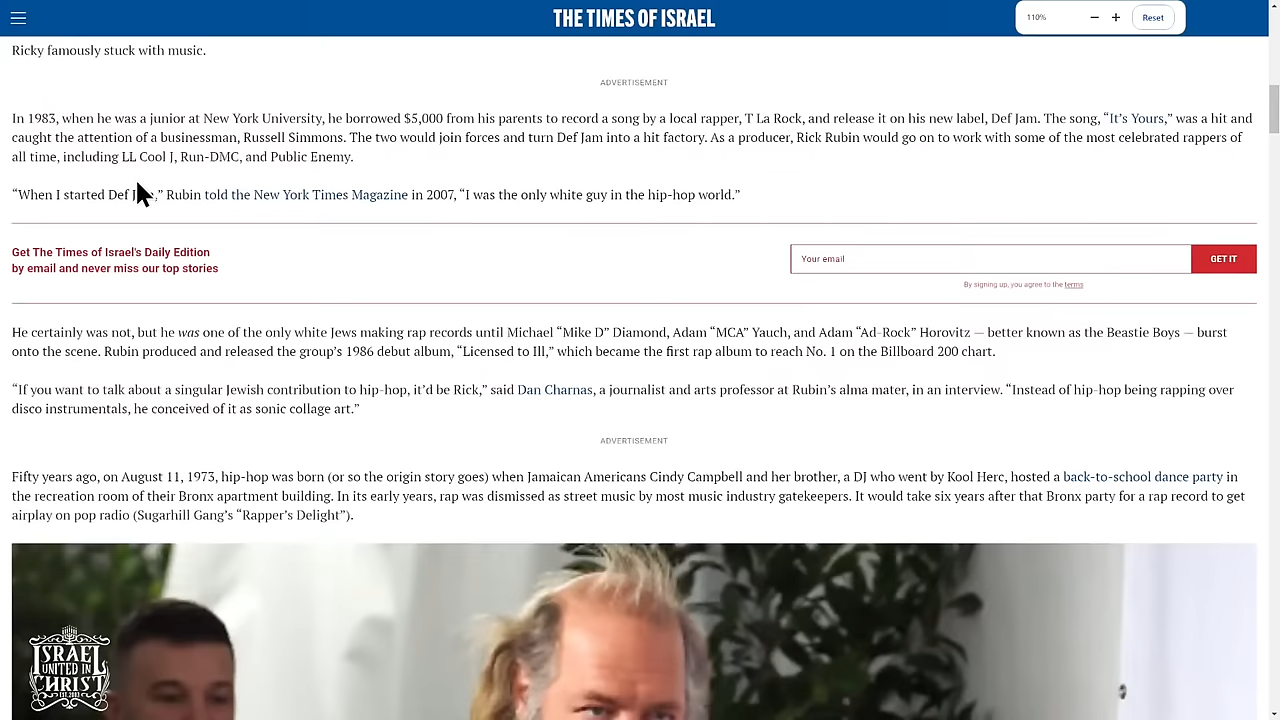 THE TIMES OF ISRAEL
110%
Reset
Ricky famously stuck with music.
ADVERTISEMENT
In 1983, when he was a junior at New York University, he borrowed $5,000 from his parents to record a song by a local rapper, T La Rock, and release it on his new label, Def Jam. The song, “It’s Yours,” was a hit and
caught the attention of a businessman, Russell Simmons. The two would join forces and turn Def Jam into a hit factory. As a producer, Rick Rubin would go on to work with some of the most celebrated rappers of
all time, including LL Cool J, Run-DMC, and Public Enemy.
“When I started Def ,” Rubin told the New York Times Magazine in 2007, “I was the only white guy in the hip-hop world.”
Get The Times of Israel's Daily Edition
by email and never miss our top stories
Your email
GET IT
By signing up, you agree to the terms
He certainly was not, but he was one of the only white Jews making rap records until Michael “Mike D” Diamond, Adam “MCA” Yauch, and Adam “Ad-Rock” Horovitz — better known as the Beastie Boys — burst
onto the scene. Rubin produced and released the group’s 1986 debut album, “Licensed to Ill,” which became the first rap album to reach No. 1 on the Billboard 200 chart.
“If you want to talk about a singular Jewish contribution to hip-hop, it’d be Rick,” said Dan Charnas, a journalist and arts professor at Rubin’s alma mater, in an interview. “Instead of hip-hop being rapping over
disco instrumentals, he conceived of it as sonic collage art.”
ADVERTISEMENT
Fifty years ago, on August 11, 1973, hip-hop was born (or so the origin story goes) when Jamaican Americans Cindy Campbell and her brother, a DJ who went by Kool Herc, hosted a back-to-school dance party in
the recreation room of their Bronx apartment building. In its early years, rap was dismissed as street music by most music industry gatekeepers. It would take six years after that Bronx party for a rap record to get
airplay on pop radio (Sugarhill Gang’s “Rapper’s Delight”).
ISRAEL
UNITED IN
CHRIST
EST. 2003